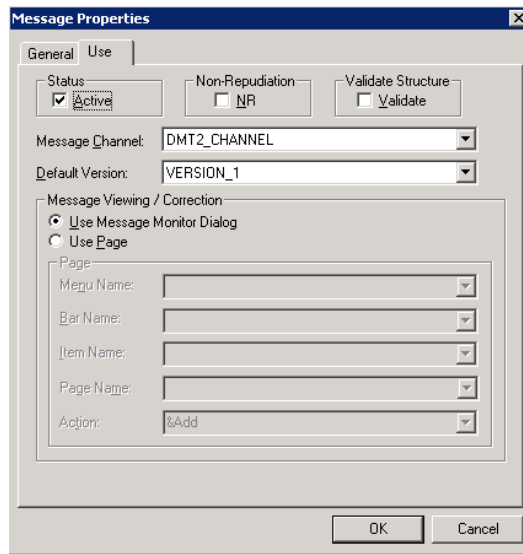 Message Properties
General Use
Status Non-Repudiation Validate Structure
Active NR Validate
Message Channel: DMT2_CHANNEL
Default Version: VERSION_1
Message Viewing / Correction
Use Message Monitor Dialog
Use Page
Page
Menu Name:
Bar Name:
Item Name:
Page Name:
Action: &Add
OK Cancel